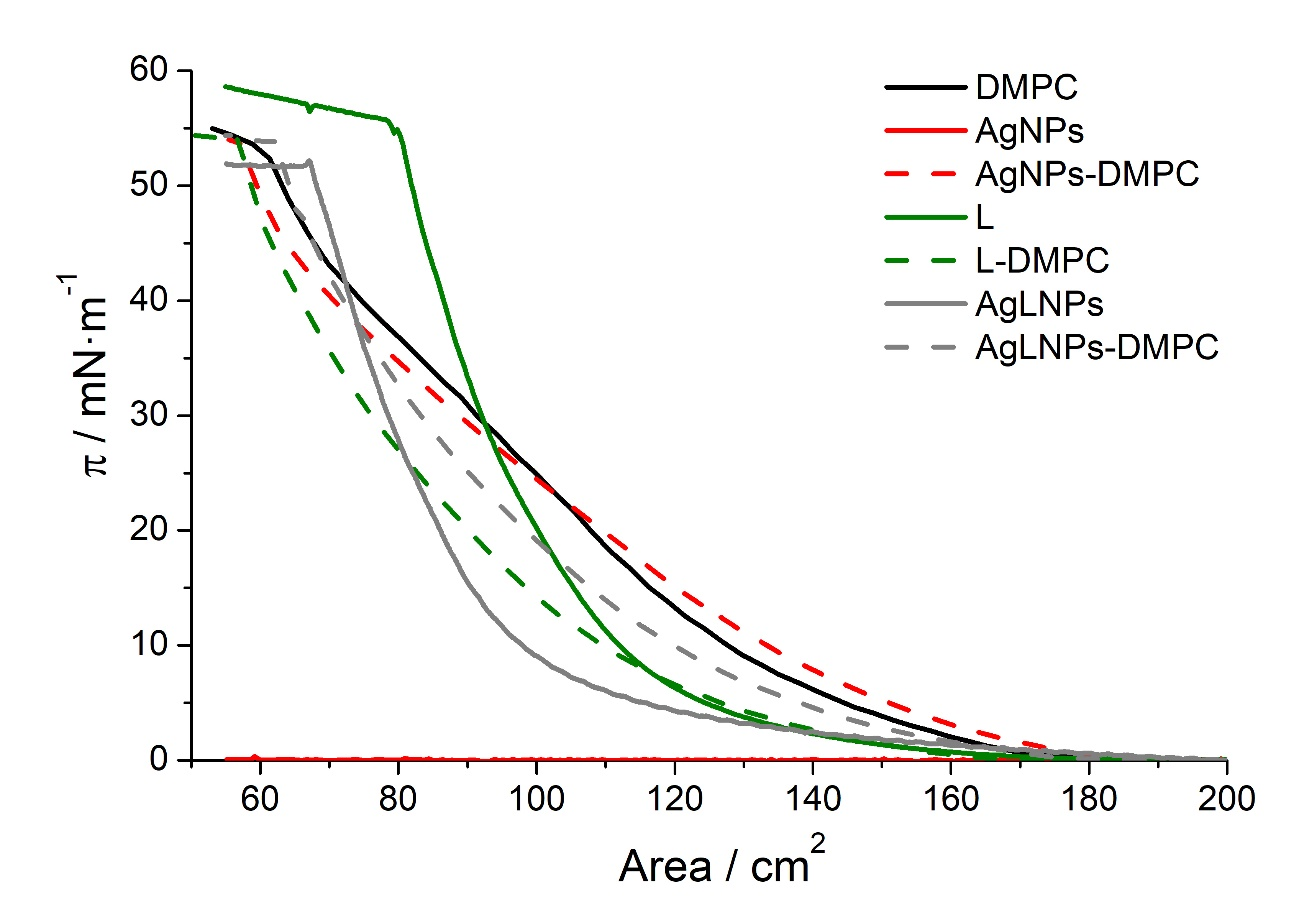 60
50
40
30
20
10
0
π / mN·m⁻¹
DMPC
AgNPs
AgNPs-DMPC
L
L-DMPC
AgLNPs
AgLNPs-DMPC
60 80 100 120 140 160 180 200
Area / cm²